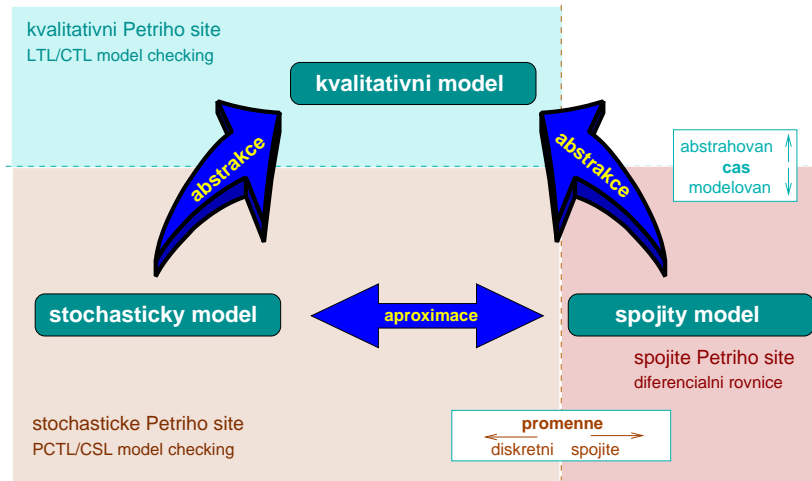 kvalitativni Petriho site
LTL/CTL model checking
kvalitativni model
abstrakce
abstrakce
abstrahovan
cas
modelovan
stochasticky model
aproximace
spojity model
spojite Petriho site
diferencialni rovnice
stochasticke Petriho site
PCTL/CSL model checking
promenne
diskretni spojite